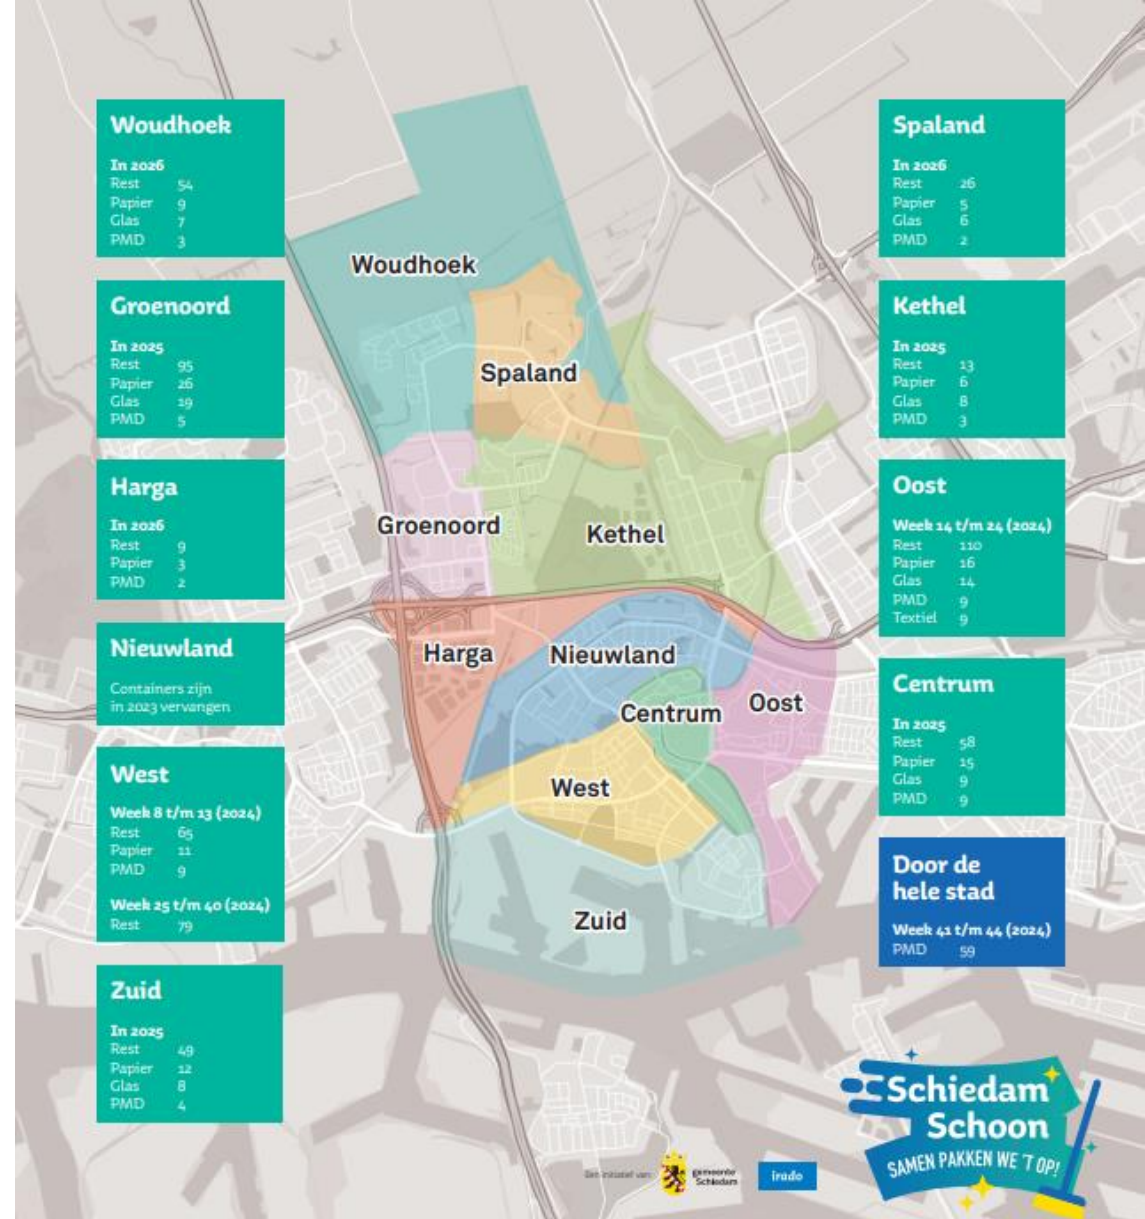 Woudhoek
In 2026
Rest 54
Papier 9
Glas 7
PMD 3
Groenoord
In 2025
Rest 95
Papier 26
Glas 19
PMD 5
Harga
In 2026
Rest 9
Papier 3
PMD 2
Nieuwland
Containers zijn
in 2023 vervangen
West
Week 8 t/m 13 (2024)
Rest 65
Papier 11
PMD 9
Week 25 t/m 40 (2024)
Rest 79
Zuid
In 2025
Rest 49
Papier 12
Glas 8
PMD 4
Woudhoek
Spaland
Groenoord
Kethel
Harga
Nieuwland
Centrum
Oost
West
Zuid
Spaland
In 2026
Rest 26
Papier 5
Glas 6
PMD 2
Kethel
In 2025
Rest 13
Papier 6
Glas 8
PMD 3
Oost
Week 14 t/m 24 (2024)
Rest 110
Papier 16
Glas 14
PMD 9
Textiel 9
Centrum
In 2025
Rest 58
Papier 15
Glas 9
PMD 9
Door de
hele stad
Week 41 t/m 44 (2024)
PMD 59
Schiedam
Schoon
SAMEN PAKKEN WE 'T OP!
Een initiatief van
gemeente
Schiedam
irado